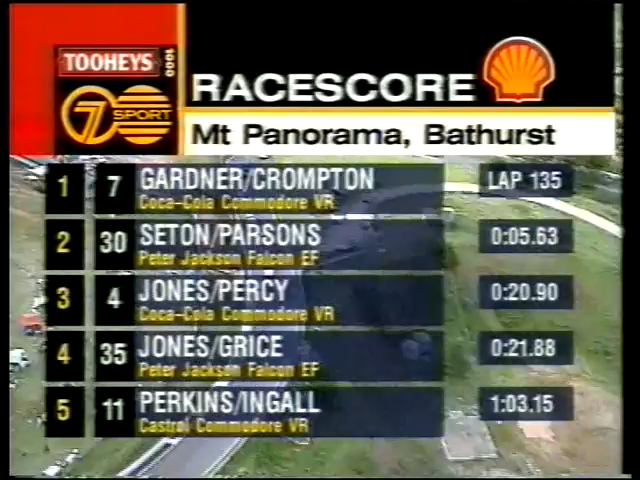 TOOHEYS 1000
7 SPORT
RACESCORE
Mt Panorama, Bathurst
1 7 GARDNER/CROMPTON LAP 135
Coca-Cola Commodore VR
2 30 SETON/PARSONS 0:05.63
Peter Jackson Falcon EF
3 4 JONES/PERCY 0:20.90
Coca-Cola Commodore VR
4 35 JONES/GRICE 0:21.88
Peter Jackson Falcon EF
5 11 PERKINS/INGALL 1:03.15
Castrol Commodore VR